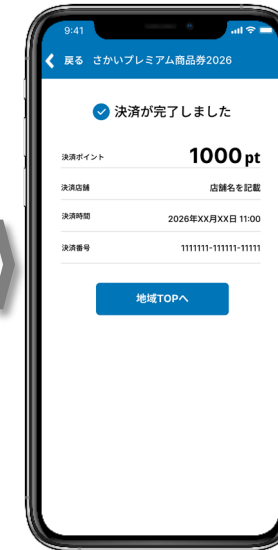 9:41
戻る さかいプレミアム商品券2026
決済が完了しました
決済ポイント 1000 pt
決済店舗 店舗名を記載
決済時間 2026年XX月XX日 11:00
決済番号 1111111-111111-11111
地域TOPへ